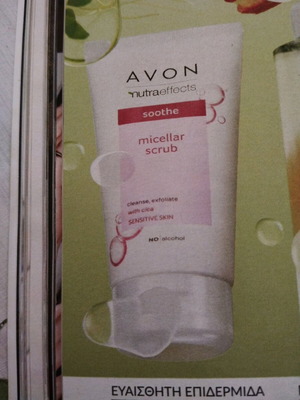 AVON
nutraeffects
soothe
micellar
scrub
cleanse, exfoliate
with cica
SENSITIVE SKIN
NO alcohol
ΕΥΑΙΣΘΗΤΗ ΕΠΙΔΕΡΜΙΔΑ